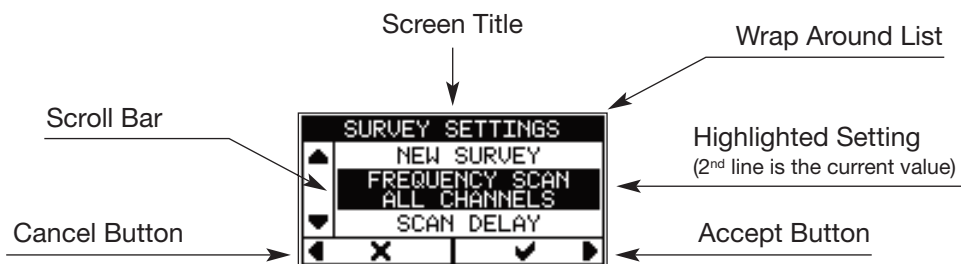 Screen Title
Wrap Around List
Scroll Bar
SURVEY SETTINGS
NEW SURVEY
FREQUENCY SCAN
ALL CHANNELS
SCAN DELAY
Highlighted Setting
(2nd line is the current value)
Cancel Button
Accept Button